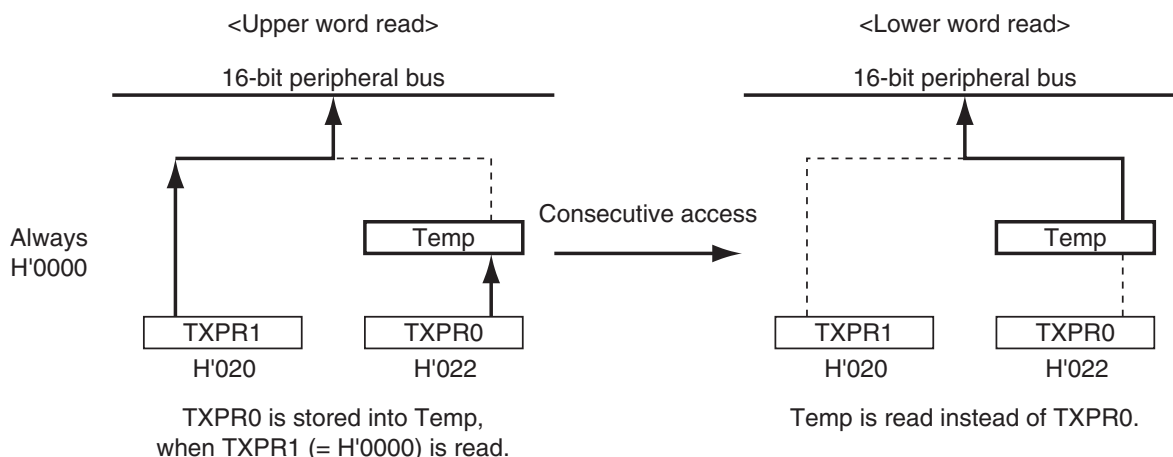 <Upper word read>
16-bit peripheral bus
Always
H'0000
Temp
TXPR1
TXPR0
H'020
H'022
TXPR0 is stored into Temp,
when TXPR1 (= H'0000) is read.
Consecutive access
<Lower word read>
16-bit peripheral bus
Temp
TXPR1
TXPR0
H'020
H'022
Temp is read instead of TXPR0.